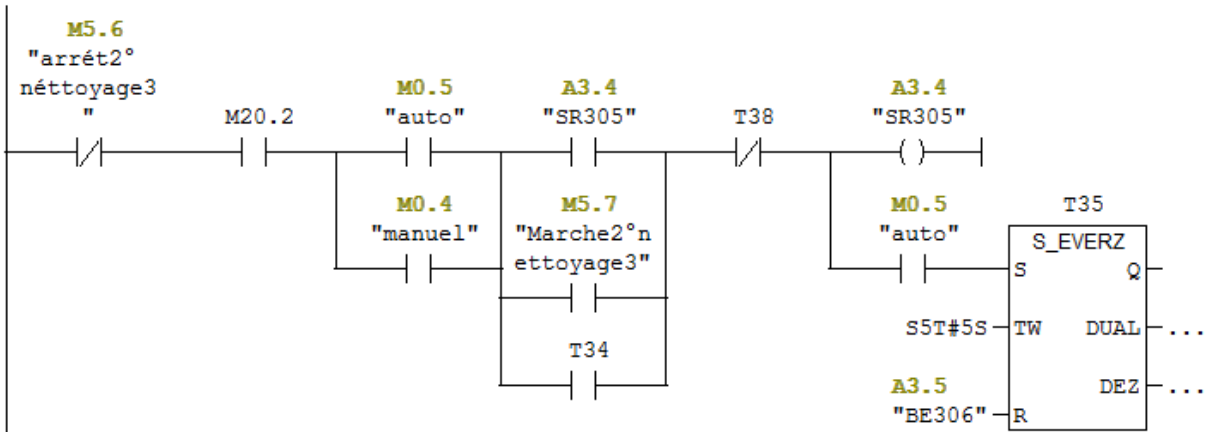 M5.6
"arrét2°
néttoyage3
"
M20.2
M0.5
"auto"
A3.4
"SR305"
T38
A3.4
"SR305"
M0.4
"manuel"
M5.7
"Marche2°n
ettoyage3"
T34
M0.5
"auto"
T35
S_EVERZ
S
Q
S5T#5S
TW
DUAL
...
A3.5
"BE306"
R
DEZ
...